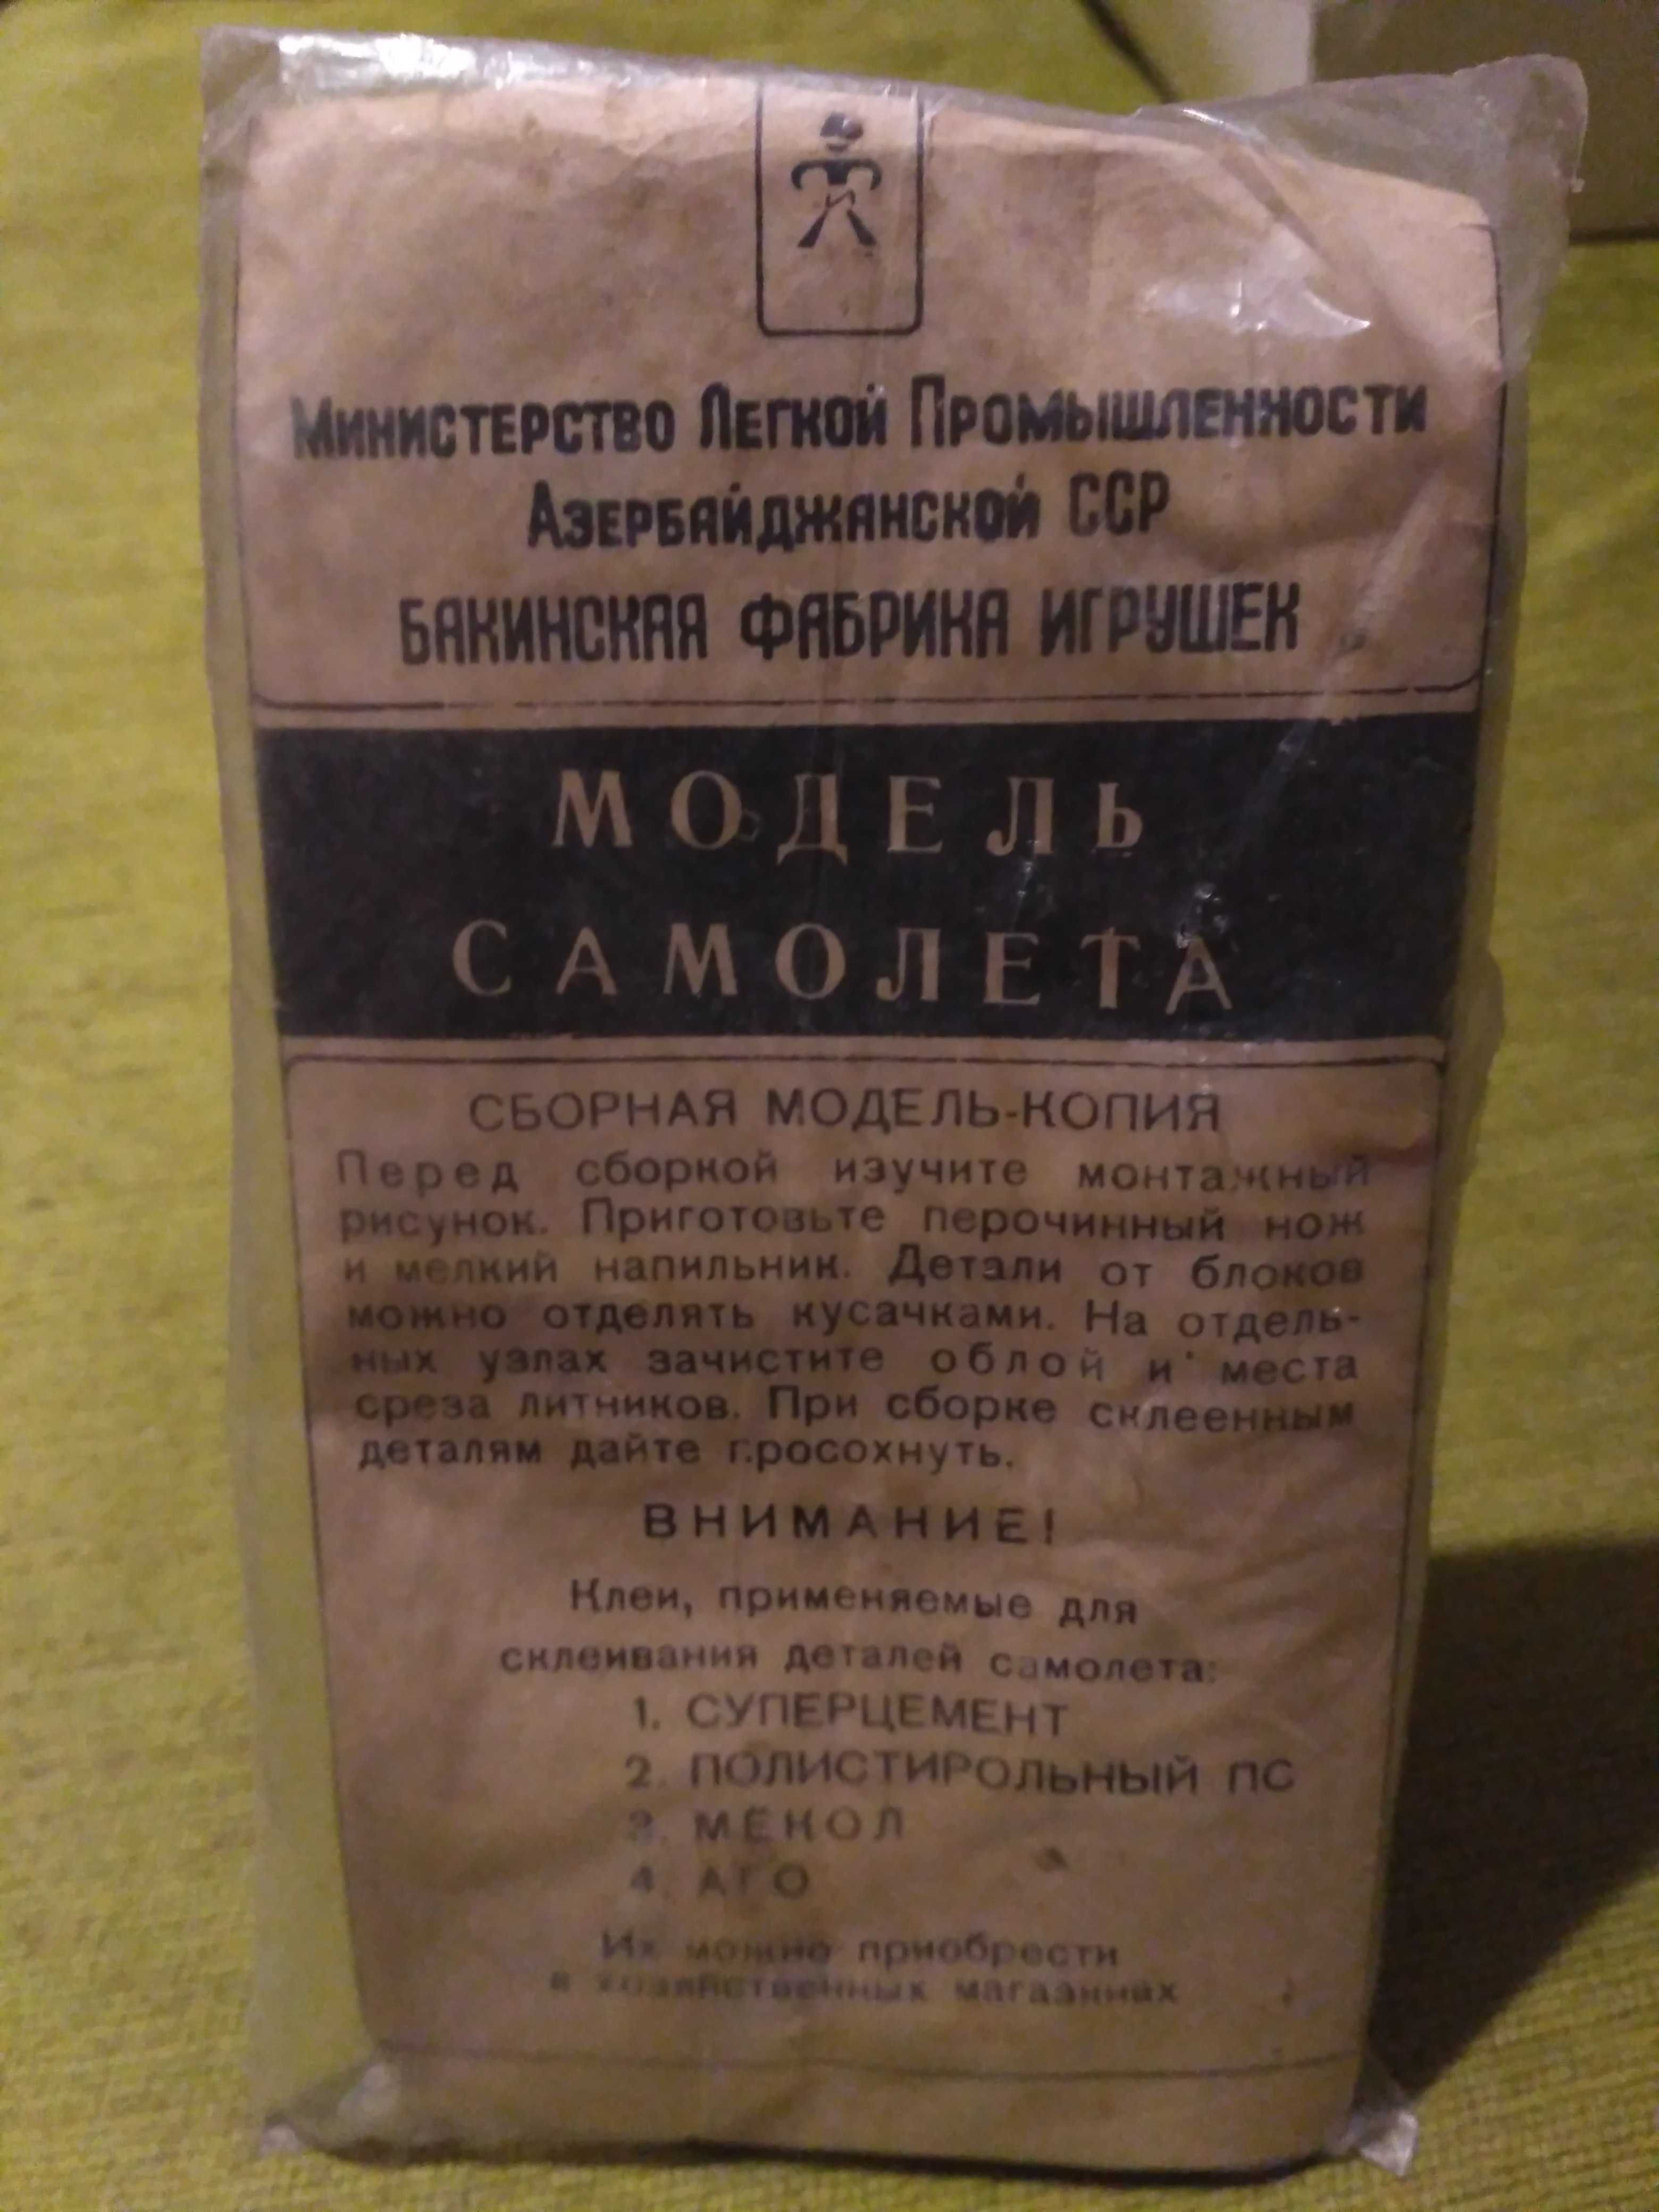 Министерство Легкой Промышленности
Азербайджанской ССР
БАКИНСКАЯ ФАБРИКА ИГРУШЕК
МОДЕЛЬ
САМОЛЕТА
СБОРНАЯ МОДЕЛЬ-КОПИЯ
Перед сборкой изучите монтажный
рисунок. Приготовьте перочинный нож
и мелкий напильник. Детали от блоков
можно отделять кусачками. На отдель-
ных узлах зачистите облой и места
среза литников. При сборке склеенным
деталям дайте просохнуть.
ВНИМАНИЕ!
Клеи, применяемые для
склеивания деталей самолета:
1. СУПЕРЦЕМЕНТ
2. ПОЛИСТИРОЛЬНЫЙ ПС
3. МЕКОЛ
4. АГО
Их можно приобрести
в хозяйственных магазинах